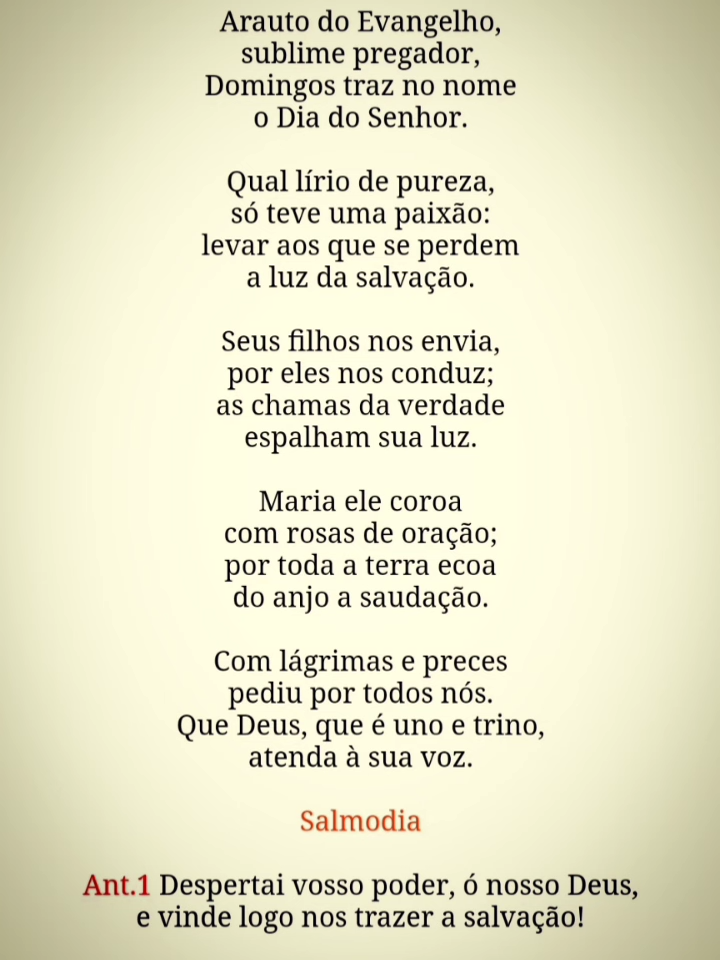 Arauto do Evangelho,
sublime pregador,
Domingos traz no nome
o Dia do Senhor.
Qual lírio de pureza,
só teve uma paixão:
levar aos que se perdem
a luz da salvação.
Seus filhos nos envia,
por eles nos conduz;
as chamas da verdade
espalham sua luz.
Maria ele coroa
com rosas de oração;
por toda a terra ecoa
do anjo a saudação.
Com lágrimas e preces
pediu por todos nós.
Que Deus, que é uno e trino,
atenda à sua voz.
Salmodia
Ant.1 Despertai vosso poder, ó nosso Deus,
e vinde logo nos trazer a salvação!